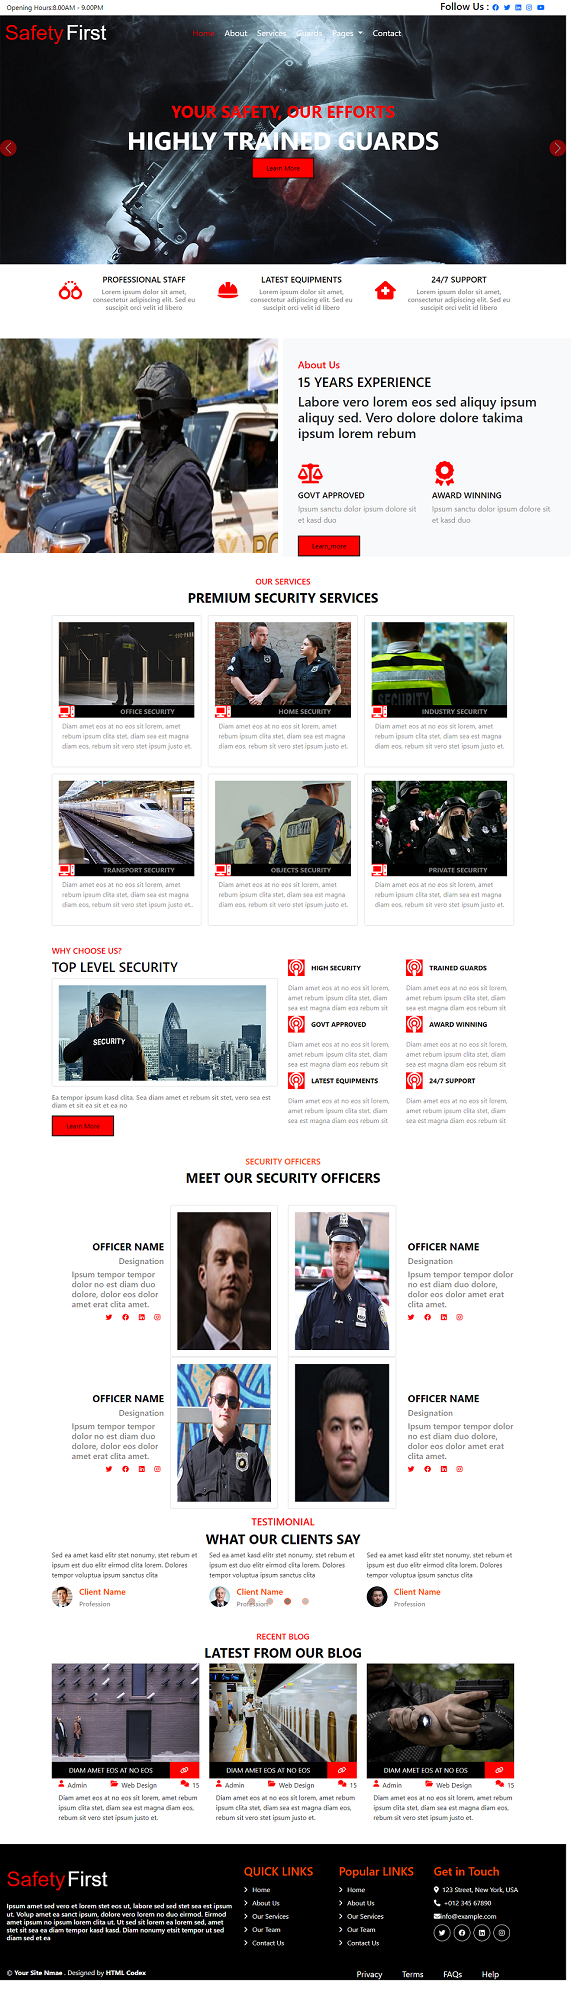 Opening Hours:8.00AM - 9.00PM
Follow Us :
Safety First
Home About Services Guards Pages Contact
YOUR SAFETY, OUR EFFORTS
HIGHLY TRAINED GUARDS
Learn More
PROFESSIONAL STAFF
Lorem ipsum dolor sit amet,
consectetur adipiscing elit. Sed eu
suscipit orci velit id libero
LATEST EQUIPMENTS
Lorem ipsum dolor sit amet,
consectetur adipiscing elit. Sed eu
suscipit orci velit id libero
24/7 SUPPORT
Lorem ipsum dolor sit amet,
consectetur adipiscing elit. Sed eu
suscipit orci velit id libero
About Us
15 YEARS EXPERIENCE
Labore vero lorem eos sed aliquy ipsum
aliquy sed. Vero dolore dolore takima
ipsum lorem rebum
GOVT APPROVED
Ipsum sanctu dolor ipsum dolore sit
et kasd duo
AWARD WINNING
Ipsum sanctu dolor ipsum dolore sit
et kasd duo
Learn more
OUR SERVICES
PREMIUM SECURITY SERVICES
OFFICE SECURITY
Diam amet eos at no eos sit lorem, amet
rebum ipsum clita stet, diam sea est magna
diam eos, rebum sit vero stet ipsum justo et.
HOME SECURITY
Diam amet eos at no eos sit lorem, amet
rebum ipsum clita stet, diam sea est magna
diam eos, rebum sit vero stet ipsum justo et.
SECURITY
INDUSTRY SECURITY
Diam amet eos at no eos sit lorem, amet
rebum ipsum clita stet, diam sea est magna
diam eos, rebum sit vero stet ipsum justo et.
TRANSPORT SECURITY
Diam amet eos at no eos sit lorem, amet
rebum ipsum clita stet, diam sea est magna
diam eos, rebum sit vero stet ipsum justo et..
OBJECTS SECURITY
Diam amet eos at no eos sit lorem, amet
rebum ipsum clita stet, diam sea est magna
diam eos, rebum sit vero stet ipsum justo et.
PRIVATE SECURITY
Diam amet eos at no eos sit lorem, amet
rebum ipsum clita stet, diam sea est magna
diam eos, rebum sit vero stet ipsum justo et.
WHY CHOOSE US?
TOP LEVEL SECURITY
SECURITY
Ea tempor ipsum kasd clita. Sea diam amet et rebum sit stet, vero sea est
diam et sit ea sit et ea no
Learn More
HIGH SECURITY
Diam amet eos at no eos sit lorem,
amet rebum ipsum clita stet, diam
sea est magna diam eos rebum sit
TRAINED GUARDS
Diam amet eos at no eos sit lorem,
amet rebum ipsum clita stet, diam
sea est magna diam eos rebum sit
GOVT APPROVED
Diam amet eos at no eos sit lorem,
amet rebum ipsum clita stet, diam
sea est magna diam eos rebum sit
AWARD WINNING
Diam amet eos at no eos sit lorem,
amet rebum ipsum clita stet, diam
sea est magna diam eos rebum sit
LATEST EQUIPMENTS
Diam amet eos at no eos sit lorem,
amet rebum ipsum clita stet, diam
sea est magna diam eos rebum sit
24/7 SUPPORT
Diam amet eos at no eos sit lorem,
amet rebum ipsum clita stet, diam
sea est magna diam eos rebum sit
SECURITY OFFICERS
MEET OUR SECURITY OFFICERS
OFFICER NAME
Designation
Ipsum tempor tempor
dolor no est diam duo
dolore, dolor eos dolor
amet erat clita amet.
OFFICER NAME
Designation
Ipsum tempor tempor
dolor no est diam duo
dolore, dolor eos dolor
amet erat clita amet.
OFFICER NAME
Designation
Ipsum tempor tempor
dolor no est diam duo
dolore, dolor eos dolor
amet erat clita amet.
OFFICER NAME
Designation
Ipsum tempor tempor
dolor no est diam duo
dolore, dolor eos dolor
amet erat clita amet.
TESTIMONIAL
WHAT OUR CLIENTS SAY
Sed ea amet kasd elitr stet nonumy, stet rebum et
ipsum est duo elitr eirmod clita lorem. Dolores
tempor voluptua ipsum sanctus clita
Client Name
Profession
Sed ea amet kasd elitr stet nonumy, stet rebum et
ipsum est duo elitr eirmod clita lorem. Dolores
tempor voluptua ipsum sanctus clita
Client Name
Profession
Sed ea amet kasd elitr stet nonumy, stet rebum et
ipsum est duo elitr eirmod clita lorem. Dolores
tempor voluptua ipsum sanctus clita
Client Name
Profession
RECENT BLOG
LATEST FROM OUR BLOG
DIAM AMET EOS AT NO EOS
Admin Web Design 15
Diam amet eos at no eos sit lorem, amet rebum
ipsum clita stet, diam sea est magna diam eos,
rebum sit vero stet ipsum justo et.
DIAM AMET EOS AT NO EOS
Admin Web Design 15
Diam amet eos at no eos sit lorem, amet rebum
ipsum clita stet, diam sea est magna diam eos,
rebum sit vero stet ipsum justo et.
DIAM AMET EOS AT NO EOS
Admin Web Design 15
Diam amet eos at no eos sit lorem, amet rebum
ipsum clita stet, diam sea est magna diam eos,
rebum sit vero stet ipsum justo et.
Safety First
Ipsum amet sed vero et lorem stet eos ut, labore sed sed stet sea est ipsum
ut. Volup amet ea sanct ipsum, dolore vero lorem no duo eirmod. Eirmod
amet ipsum no ipsum lorem clita ut. Ut sed sit lorem ea lorem sed, amet
stet sit sea ea diam tempor kasd kasd. Diam nonumy etsit tempor ut sed
diam sed et ea
QUICK LINKS
Home
About Us
Our Services
Our Team
Contact Us
Popular LINKS
Home
About Us
Our Services
Our Team
Contact Us
Get in Touch
123 Street, New York, USA
+012 345 67890
info@example.com
© Your Site Nmae . Designed by HTML Codex
Privacy Terms FAQs Help